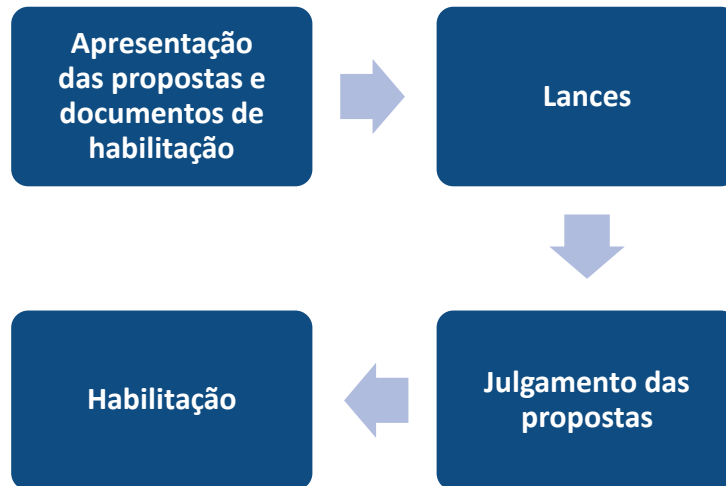 Apresentação
das propostas e
documentos de
habilitação
Lances
Julgamento das
propostas
Habilitação